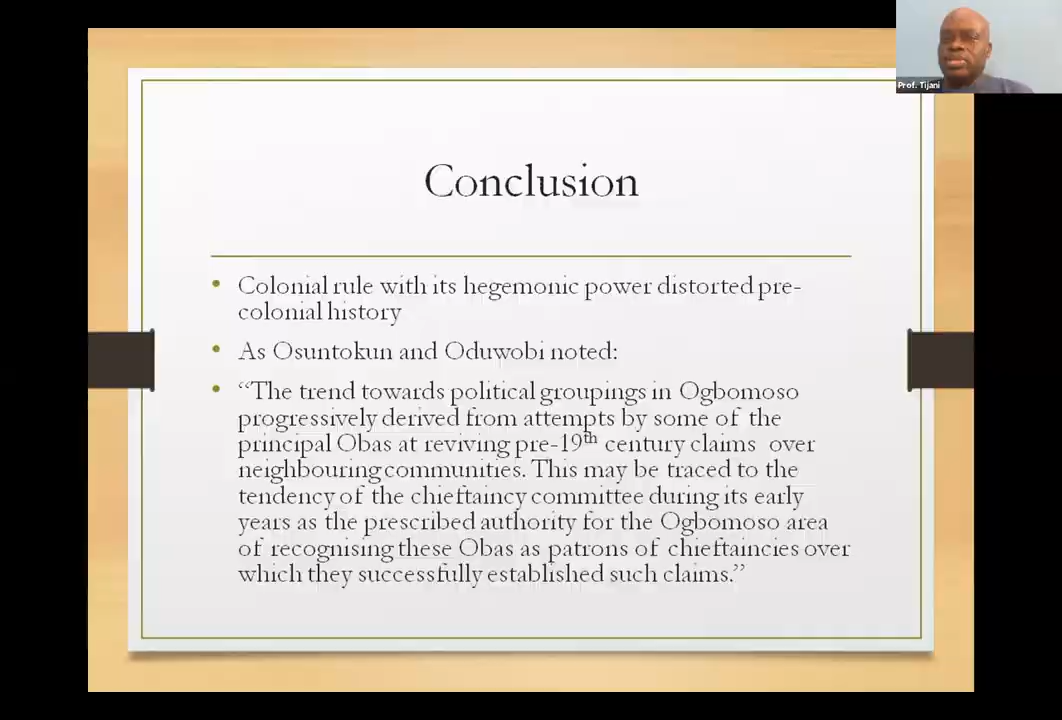 Prof. Tijani
Conclusion
• Colonial rule with its hegemonic power distorted pre-
colonial history
• As Osuntokun and Oduwobi noted:
• “The trend towards political groupings in Ogbomoso
progressively derived from attempts by some of the
principal Obas at reviving pre-19th century claims over
neighbouring communities. This may be traced to the
tendency of the chieftaincy committee during its early
years as the prescribed authority for the Ogbomoso area
of recognising these Obas as patrons of chieftaincies over
which they successfully established such claims.”